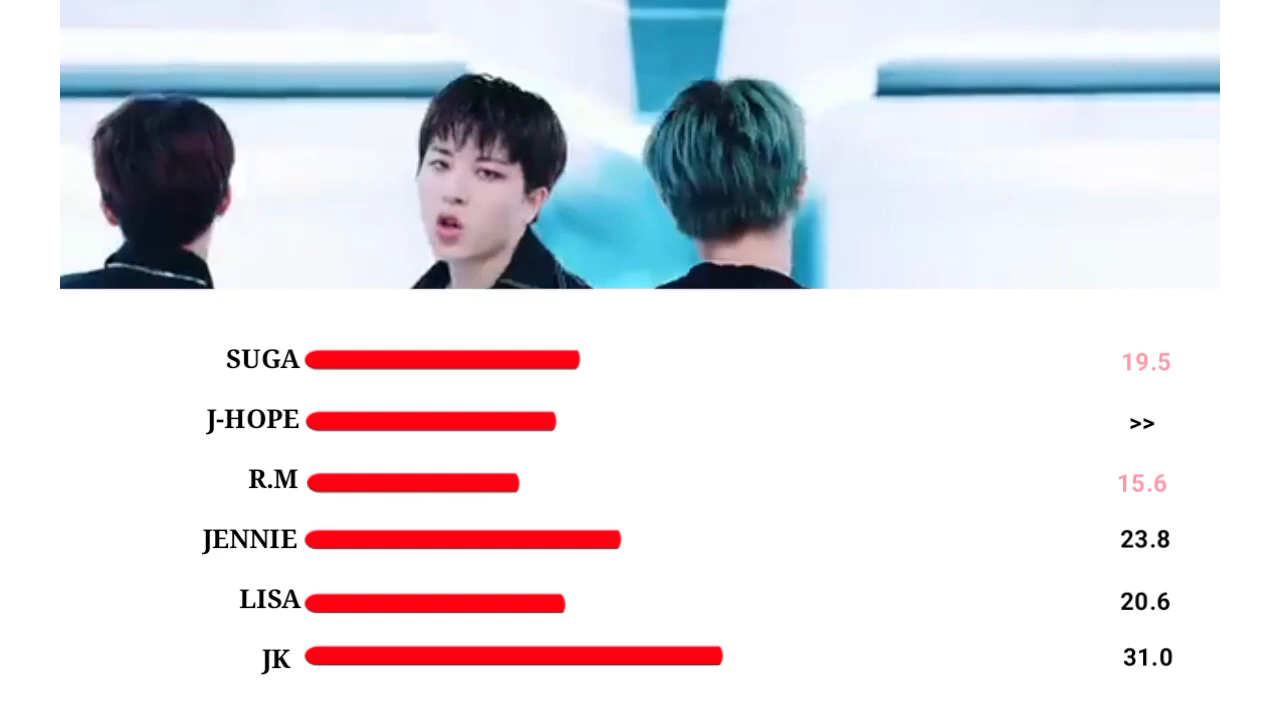 SUGA 19.5
J-HOPE >>
R.M 15.6
JENNIE 23.8
LISA 20.6
JK 31.0